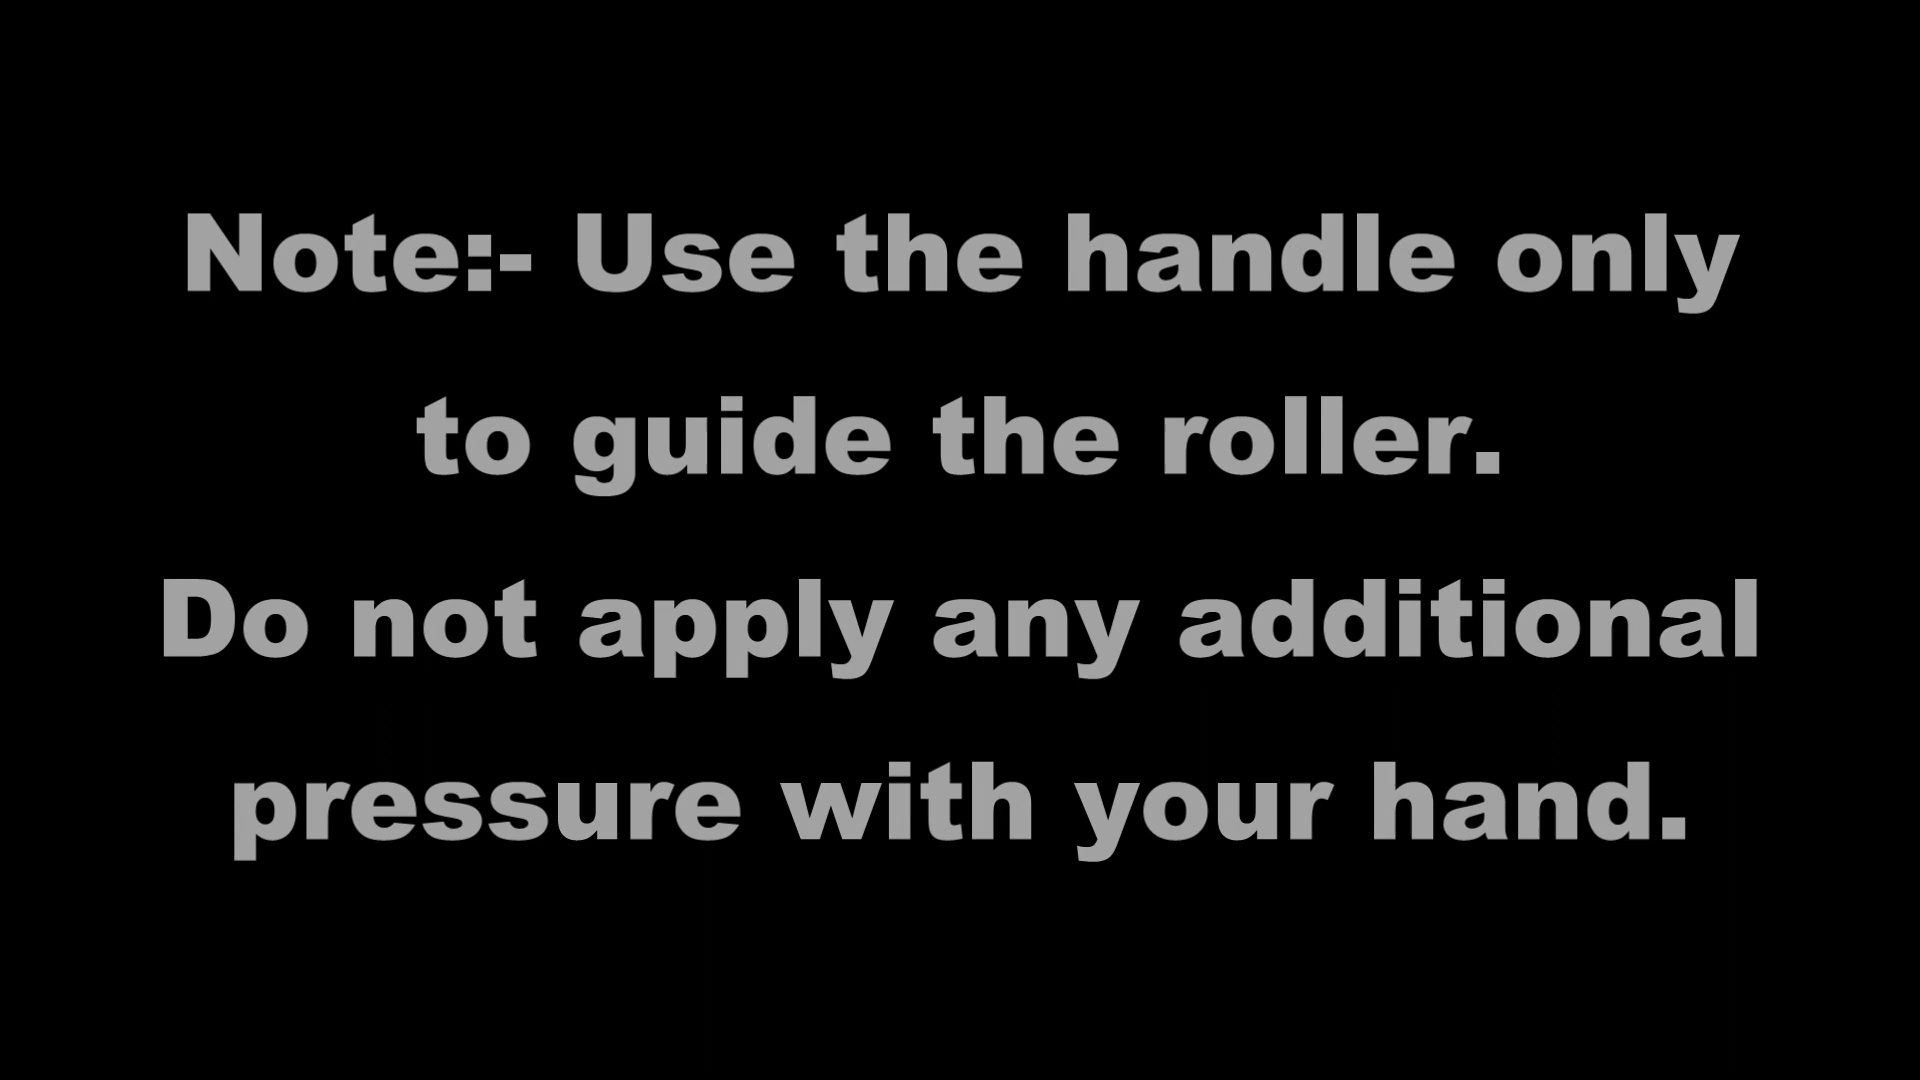 Note:- Use the handle only
to guide the roller.
Do not apply any additional
pressure with your hand.